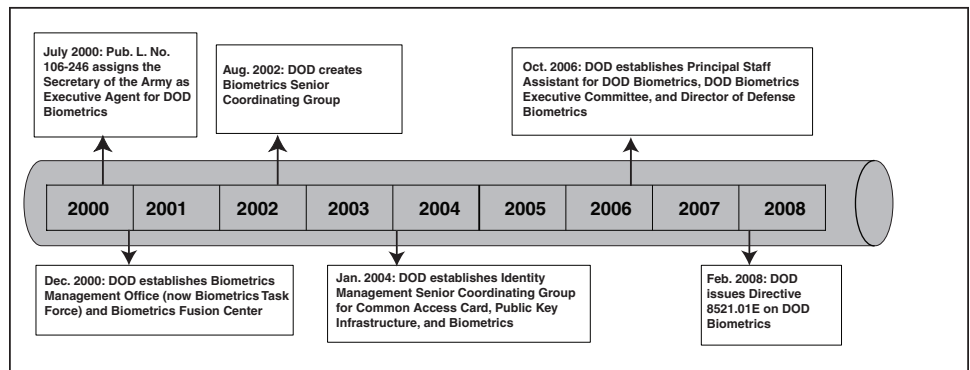 July 2000: Pub. L. No.
106-246 assigns the
Secretary of the Army as
Executive Agent for DOD
Biometrics
Aug. 2002: DOD creates
Biometrics Senior
Coordinating Group
Oct. 2006: DOD establishes Principal Staff
Assistant for DOD Biometrics, DOD Biometrics
Executive Committee, and Director of Defense
Biometrics
2000 2001 2002 2003 2004 2005 2006 2007 2008
Dec. 2000: DOD establishes Biometrics
Management Office (now Biometrics Task
Force) and Biometrics Fusion Center
Jan. 2004: DOD establishes Identity
Management Senior Coordinating Group
for Common Access Card, Public Key
Infrastructure, and Biometrics
Feb. 2008: DOD
issues Directive
8521.01E on DOD
Biometrics